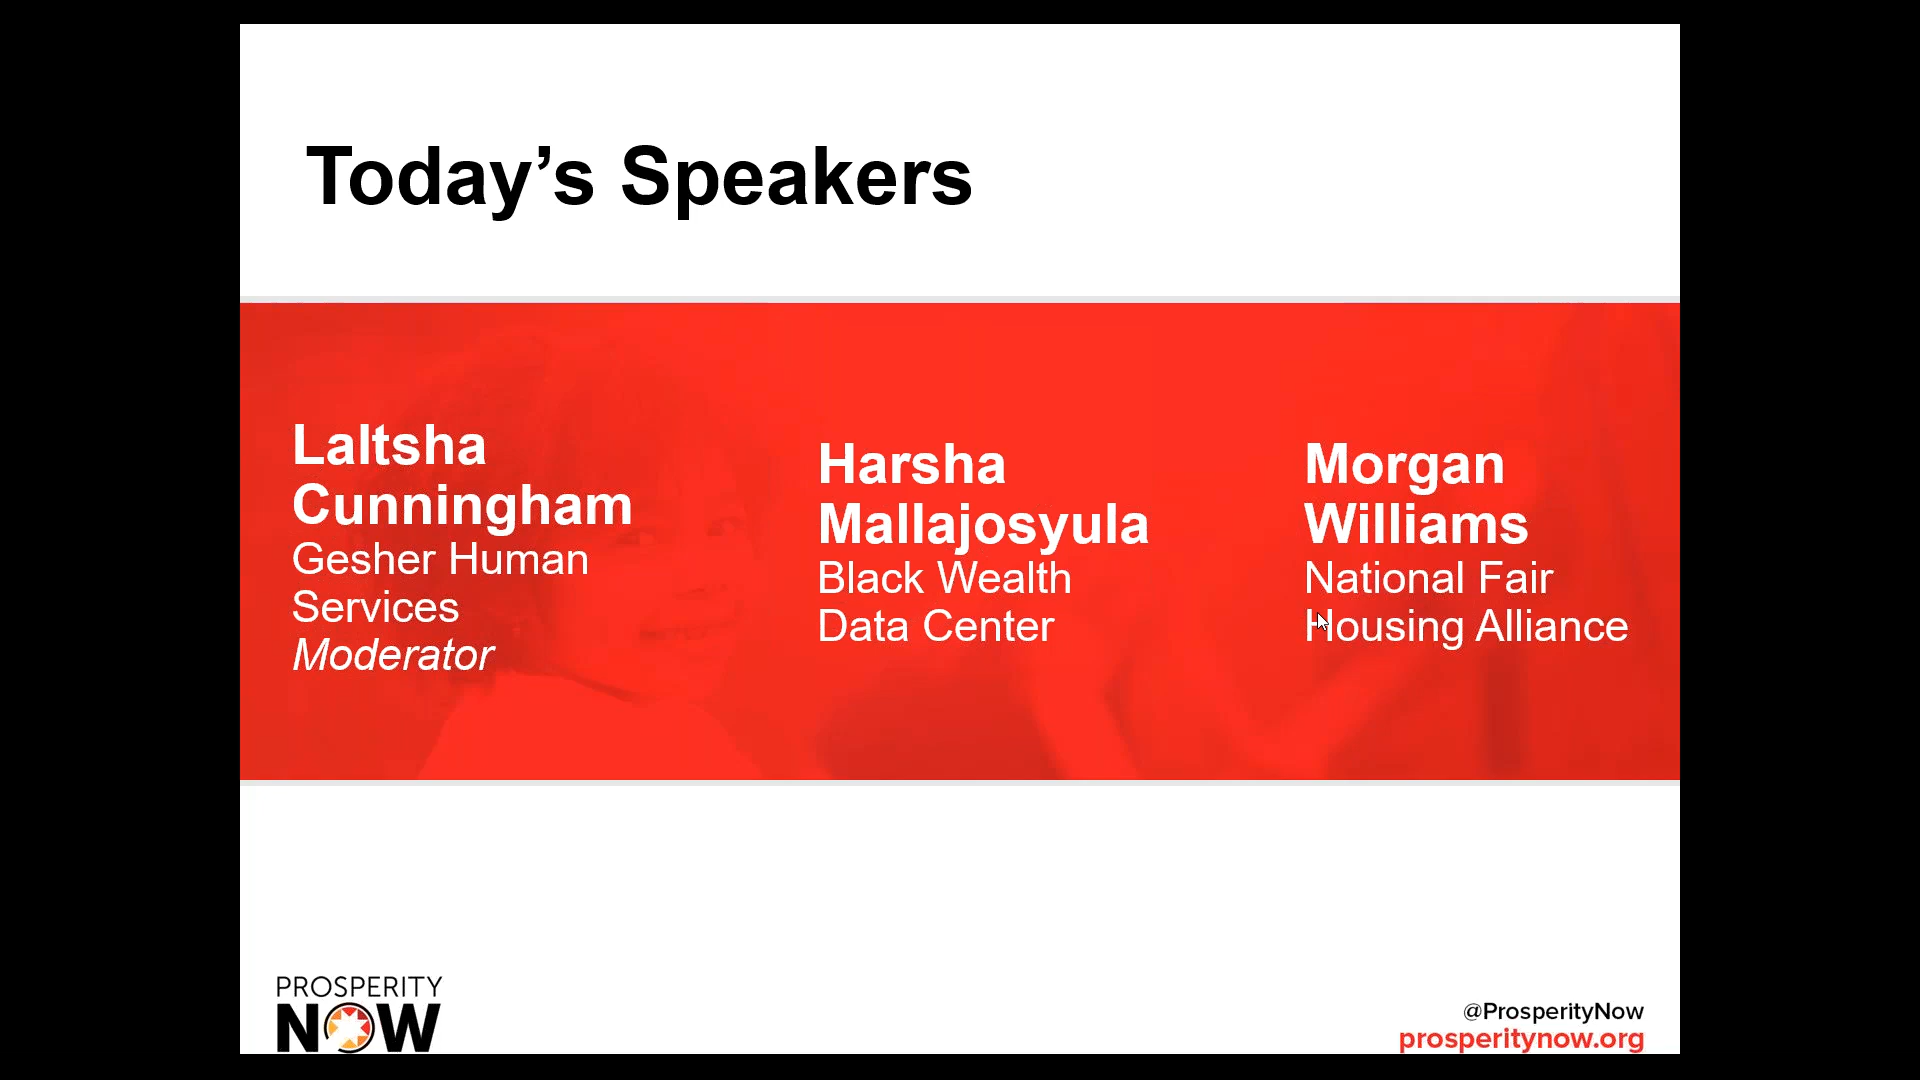 Today’s Speakers
Laltsha
Cunningham
Gesher Human
Services
Moderator
Harsha
Mallajosyula
Black Wealth
Data Center
Morgan
Williams
National Fair
Housing Alliance
PROSPERITY
NOW
@ProsperityNow
prosperitynow.org